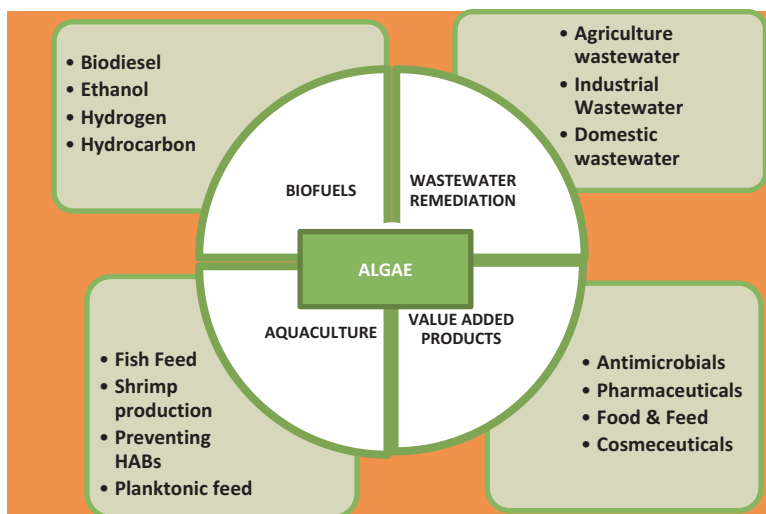 • Biodiesel
• Ethanol
• Hydrogen
• Hydrocarbon
• Agriculture
wastewater
• Industrial
Wastewater
• Domestic
wastewater
BIOFUELS
WASTEWATER
REMEDIATION
ALGAE
AQUACULTURE
VALUE ADDED
PRODUCTS
• Fish Feed
• Shrimp
production
• Preventing
HABs
• Planktonic feed
• Antimicrobials
• Pharmaceuticals
• Food & Feed
• Cosmeceuticals